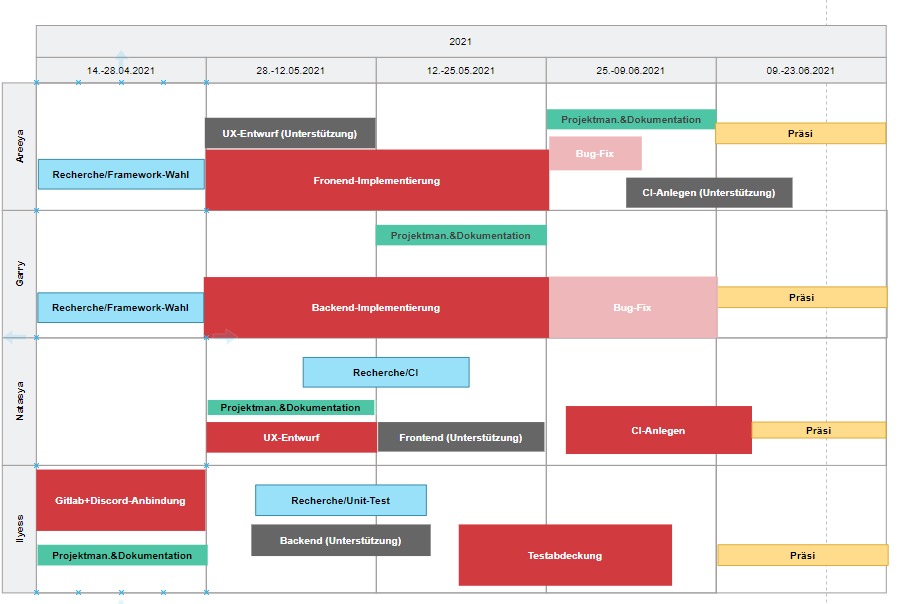 2021
14.-28.04.2021
28.-12.05.2021
12.-25.05.2021
25.-09.06.2021
09.-23.06.2021
Areeya
Projektman.&Dokumentation
UX-Entwurf (Unterstützung)
Präsi
Bug-Fix
Recherche/Framework-Wahl
Fronend-Implementierung
CI-Anlegen (Unterstützung)
Garry
Projektman.&Dokumentation
Präsi
Recherche/Framework-Wahl
Backend-Implementierung
Bug-Fix
Natasya
Recherche/CI
Projektman.&Dokumentation
UX-Entwurf
Frontend (Unterstützung)
CI-Anlegen
Präsi
Ilyess
Gitlab+Discord-Anbindung
Recherche/Unit-Test
Backend (Unterstützung)
Projektman.&Dokumentation
Testabdeckung
Präsi